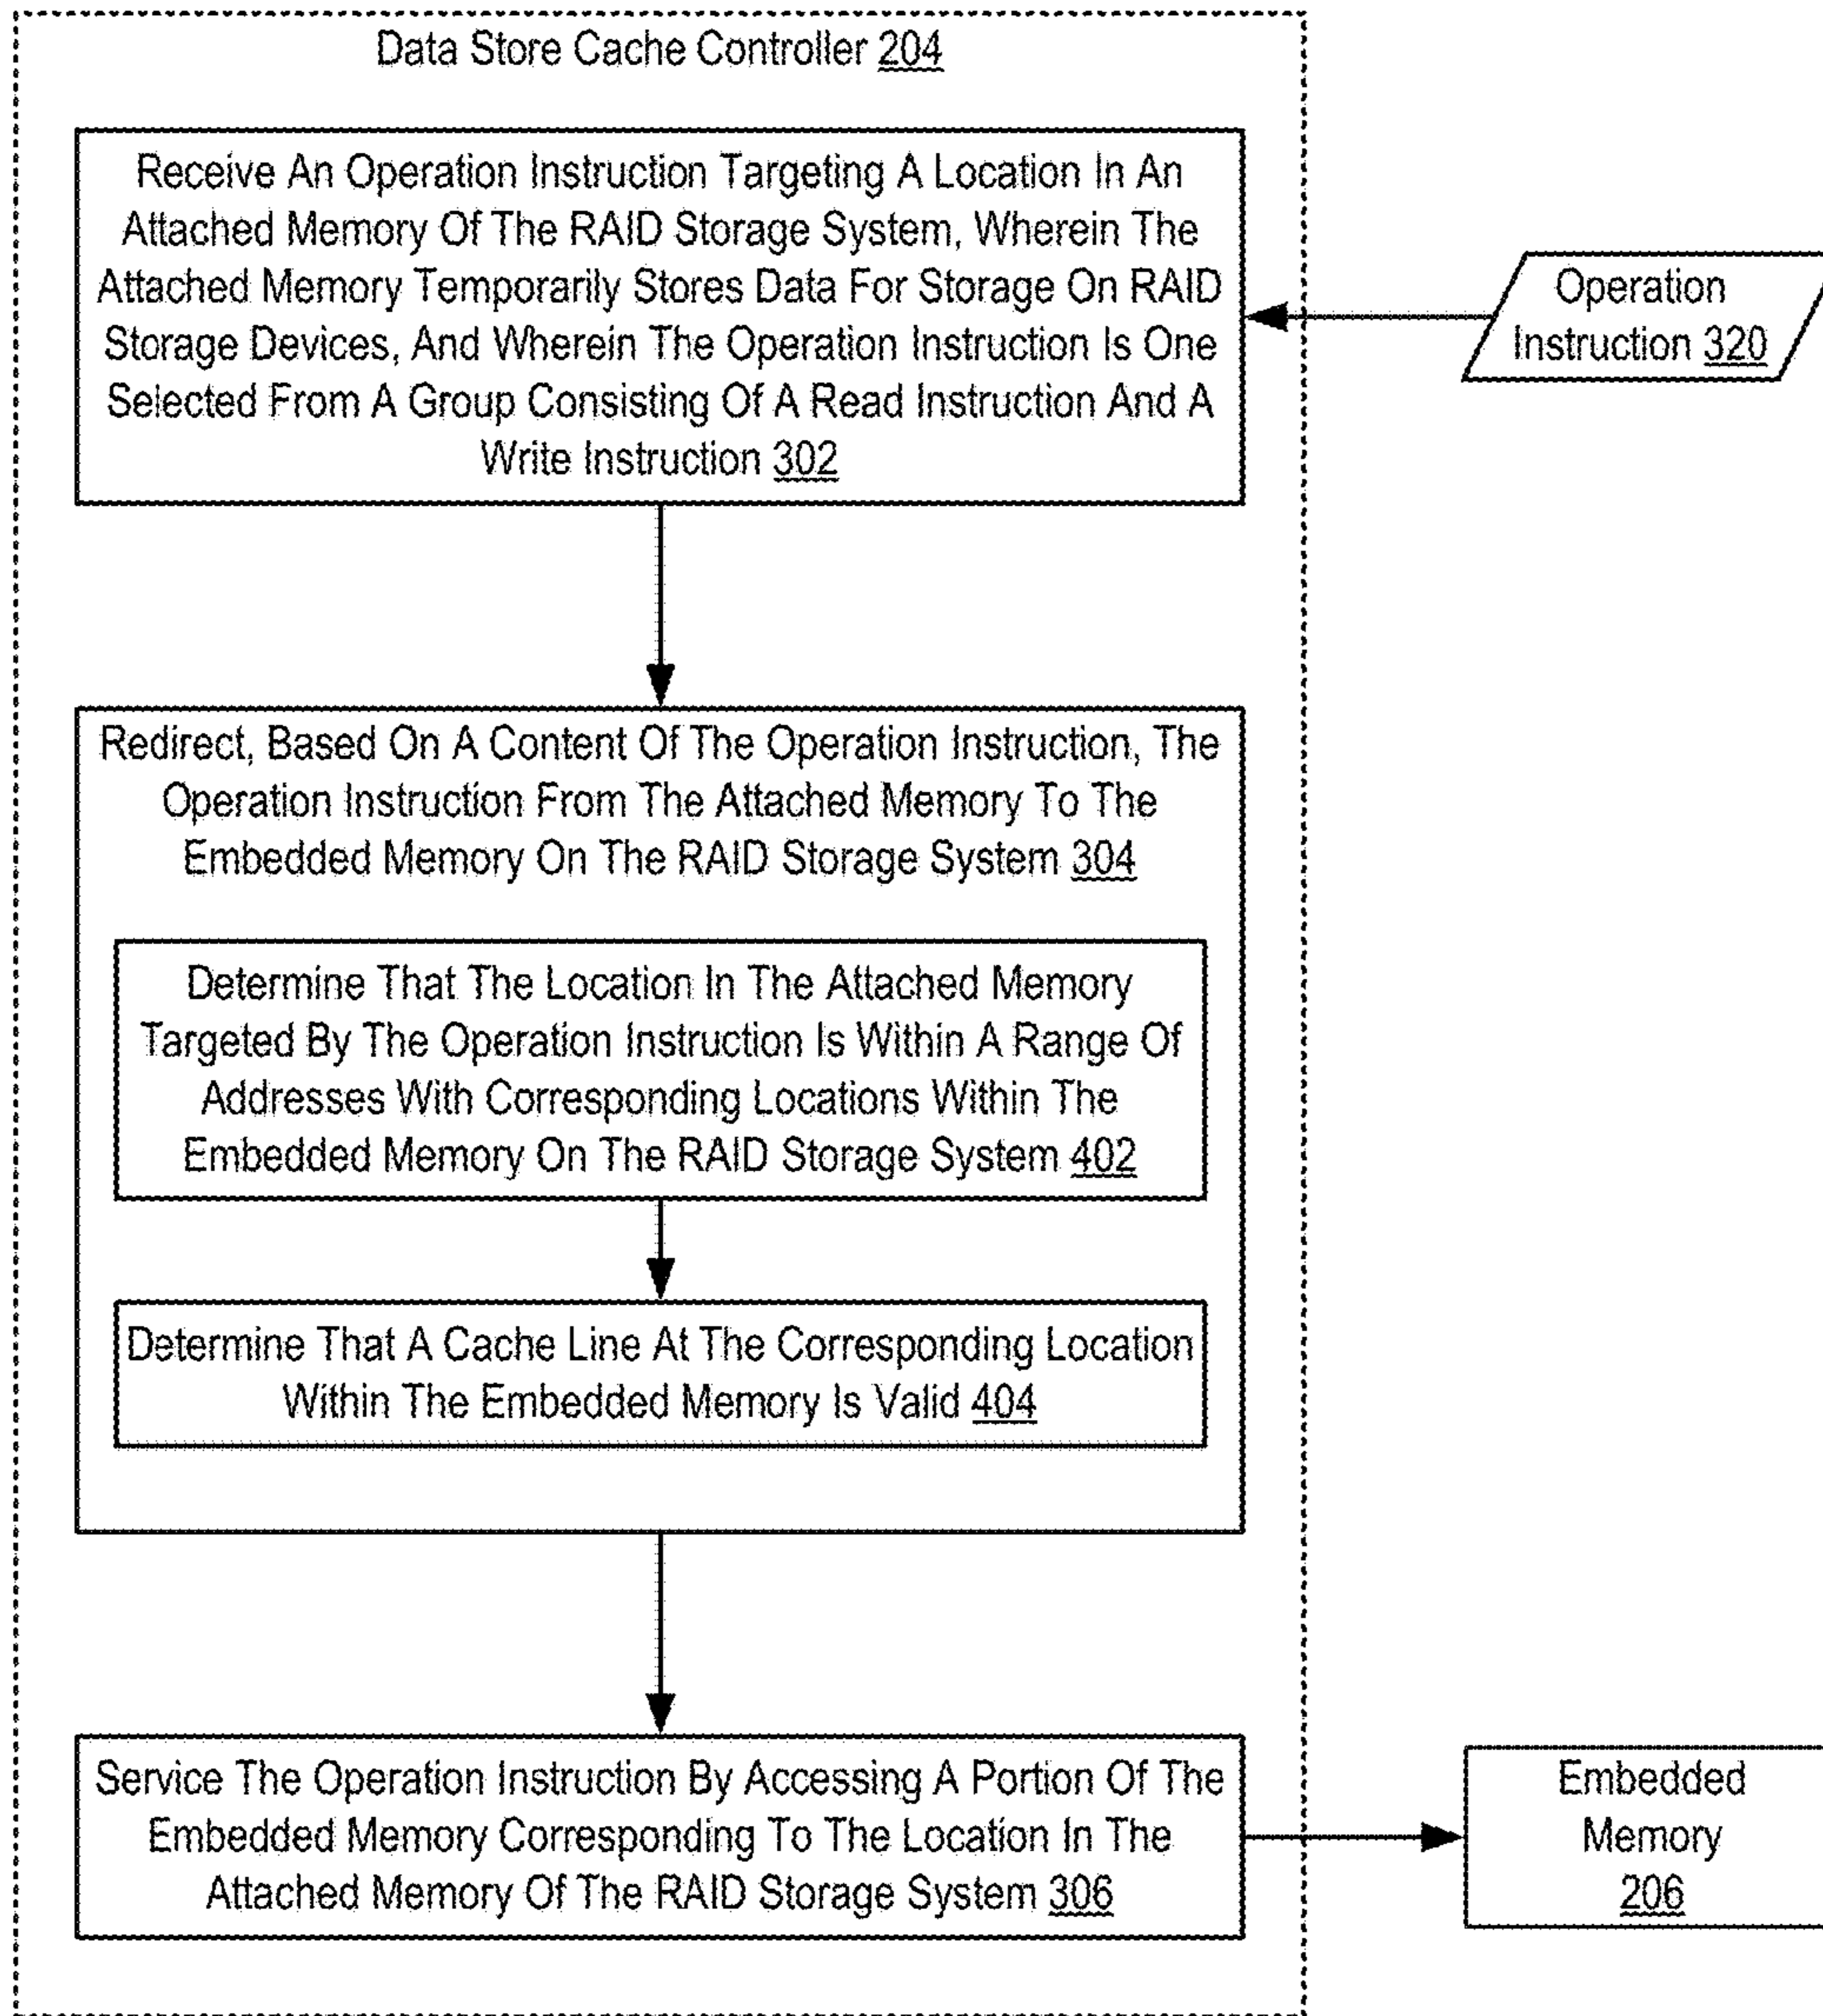 Data Store Cache Controller 204
Receive An Operation Instruction Targeting A Location In An
Attached Memory Of The RAID Storage System, Wherein The
Attached Memory Temporarily Stores Data For Storage On RAID
Storage Devices, And Wherein The Operation Instruction Is One
Selected From A Group Consisting Of A Read Instruction And A
Write Instruction 302
Operation
Instruction 320
Redirect, Based On A Content Of The Operation Instruction, The
Operation Instruction From The Attached Memory To The
Embedded Memory On The RAID Storage System 304
Determine That The Location In The Attached Memory
Targeted By The Operation Instruction Is Within A Range Of
Addresses With Corresponding Locations Within The
Embedded Memory On The RAID Storage System 402
Determine That A Cache Line At The Corresponding Location
Within The Embedded Memory Is Valid 404
Service The Operation Instruction By Accessing A Portion Of The
Embedded Memory Corresponding To The Location In The
Attached Memory Of The RAID Storage System 306
Embedded
Memory
206